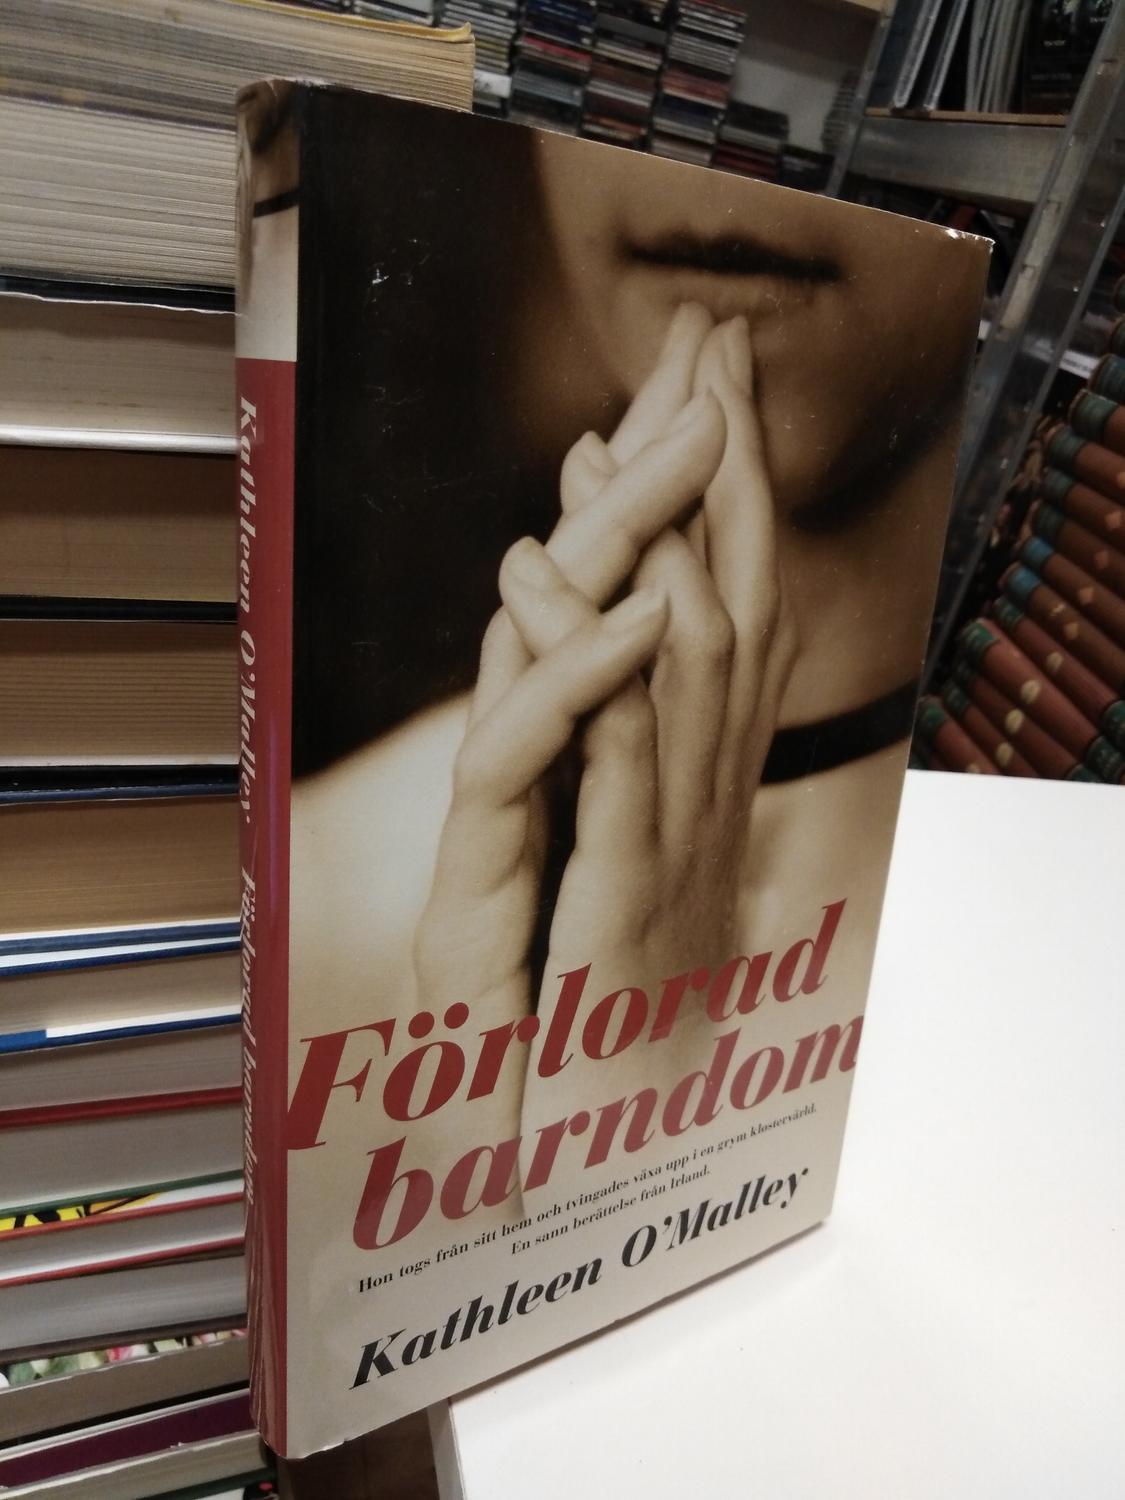 Kathleen O'Malley Förlorad barndom
Förlorad
barndom
Hon togs från sitt hem och tvingades växa upp i en grym klostervärld.
En sann berättelse från Irland.
Kathleen O'Malley